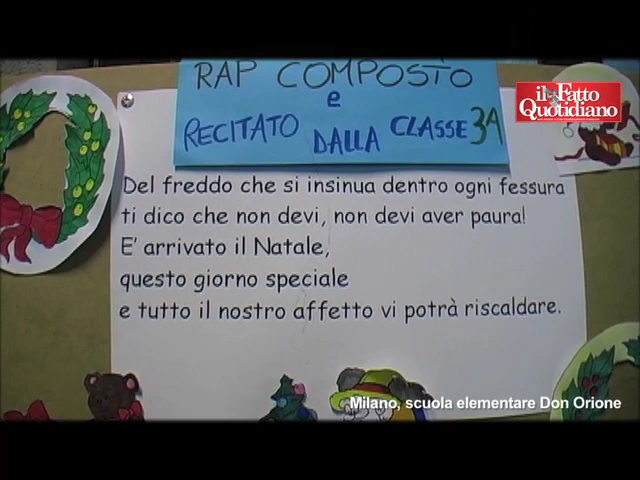 RAP COMPOSTO
e
RECITATO DALLA CLASSE 3A
il Fatto
Quotidiano
Del freddo che si insinua dentro ogni fessura
ti dico che non devi, non devi aver paura!
E' arrivato il Natale,
questo giorno speciale
e tutto il nostro affetto vi potrà riscaldare.
Milano, scuola elementare Don Orione